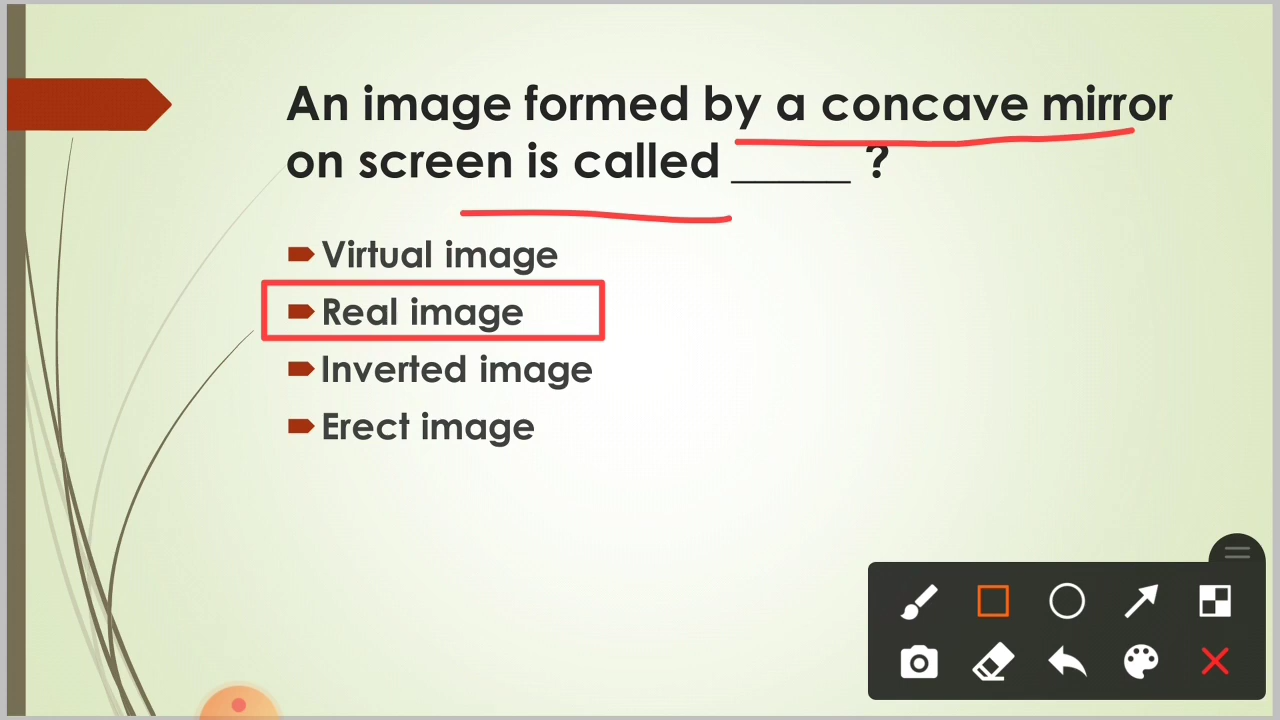 An image formed by a concave mirror
on screen is called _____ ?
Virtual image
Real image
Inverted image
Erect image